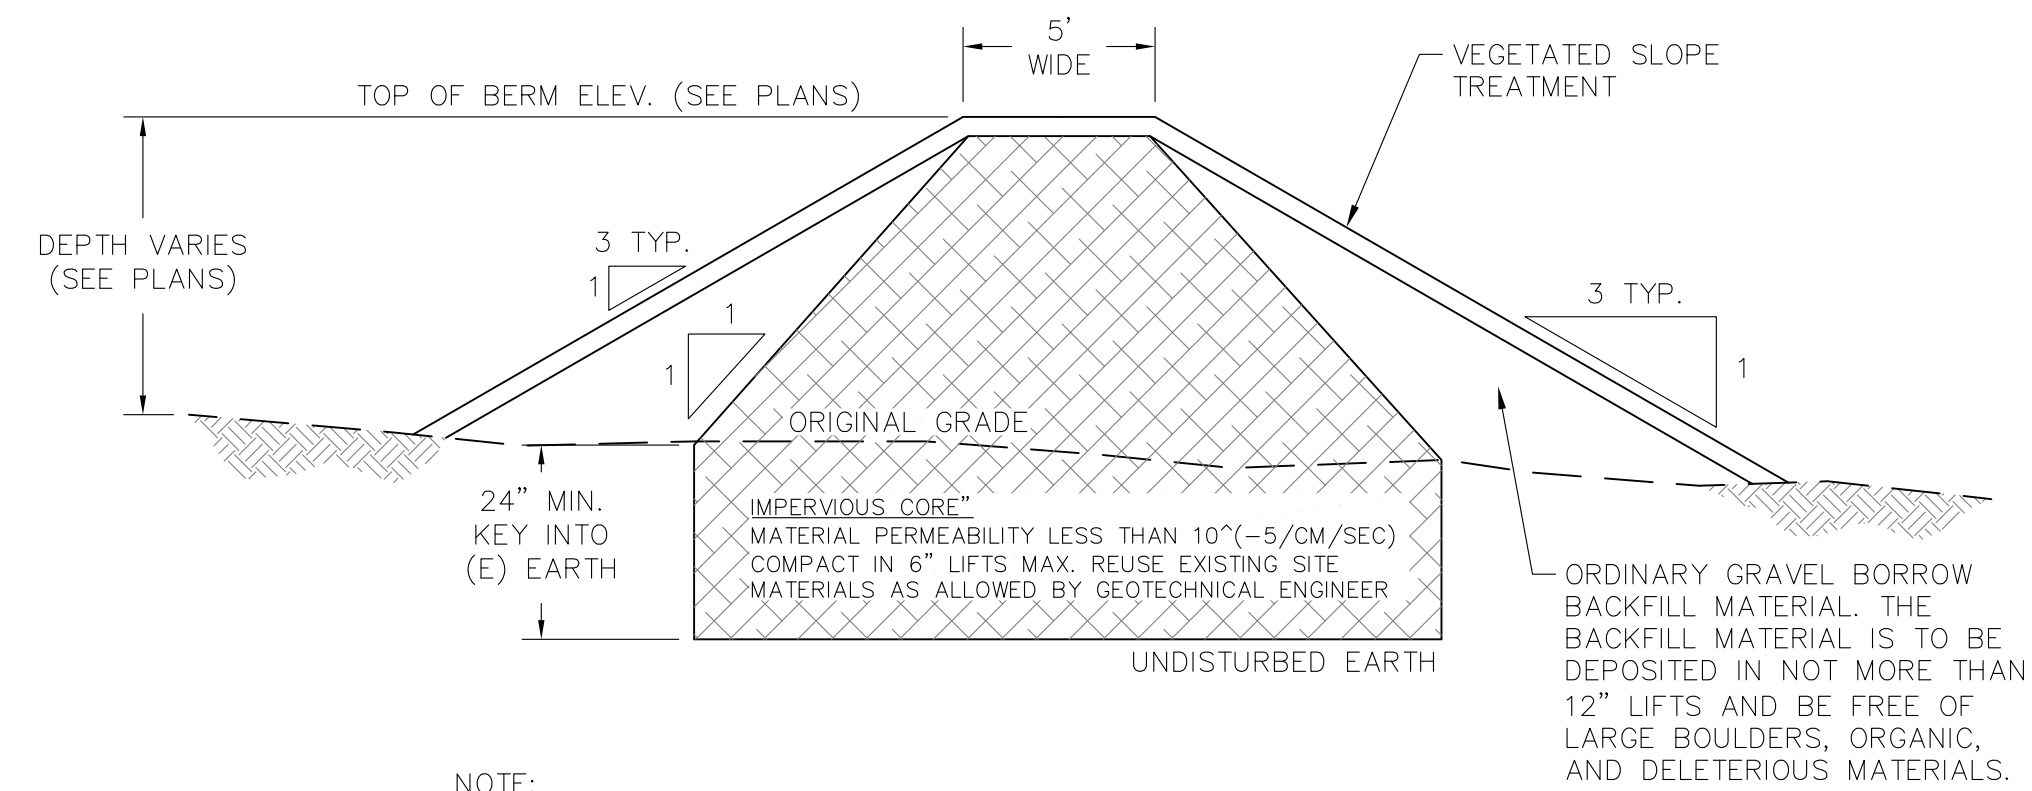 5’
WIDE
VEGETATED SLOPE
TREATMENT
TOP OF BERM ELEV. (SEE PLANS)
DEPTH VARIES
(SEE PLANS)
3 TYP.
1
1
1
3 TYP.
1
ORIGINAL GRADE
24” MIN.
KEY INTO
(E) EARTH
IMPERVIOUS CORE”
MATERIAL PERMEABILITY LESS THAN 10^(-5/CM/SEC)
COMPACT IN 6” LIFTS MAX. REUSE EXISTING SITE
MATERIALS AS ALLOWED BY GEOTECHNICAL ENGINEER
UNDISTURBED EARTH
ORDINARY GRAVEL BORROW
BACKFILL MATERIAL. THE
BACKFILL MATERIAL IS TO BE
DEPOSITED IN NOT MORE THAN
12” LIFTS AND BE FREE OF
LARGE BOULDERS, ORGANIC,
AND DELETERIOUS MATERIALS.
NOTE: